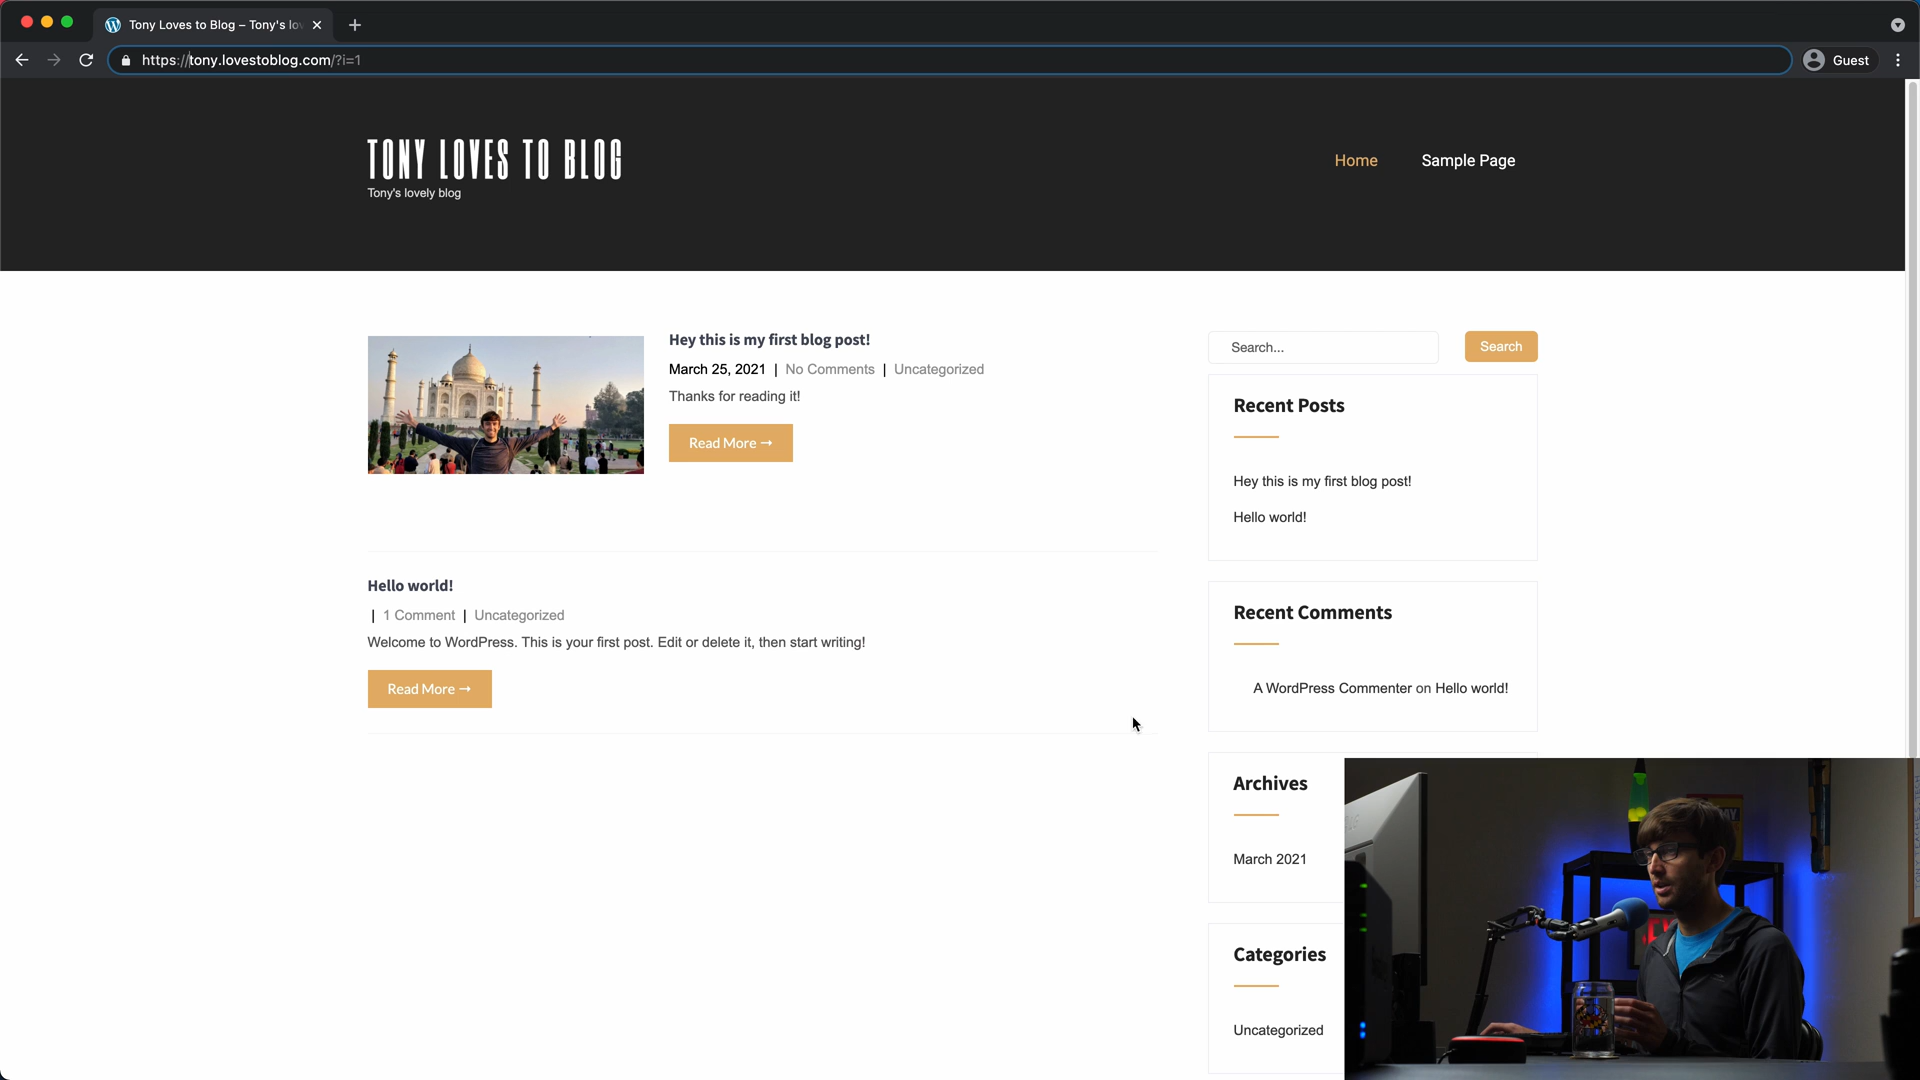 Tony Loves to Blog – Tony's lov
https://tony.lovestoblog.com/?i=1
Guest
TONY LOVES TO BLOG
Tony's lovely blog
Home
Sample Page
Hey this is my first blog post!
March 25, 2021 | No Comments | Uncategorized
Thanks for reading it!
Read More →
Hello world!
| 1 Comment | Uncategorized
Welcome to WordPress. This is your first post. Edit or delete it, then start writing!
Read More →
Search...
Search
Recent Posts
Hey this is my first blog post!
Hello world!
Recent Comments
A WordPress Commenter on Hello world!
Archives
March 2021
Categories
Uncategorized